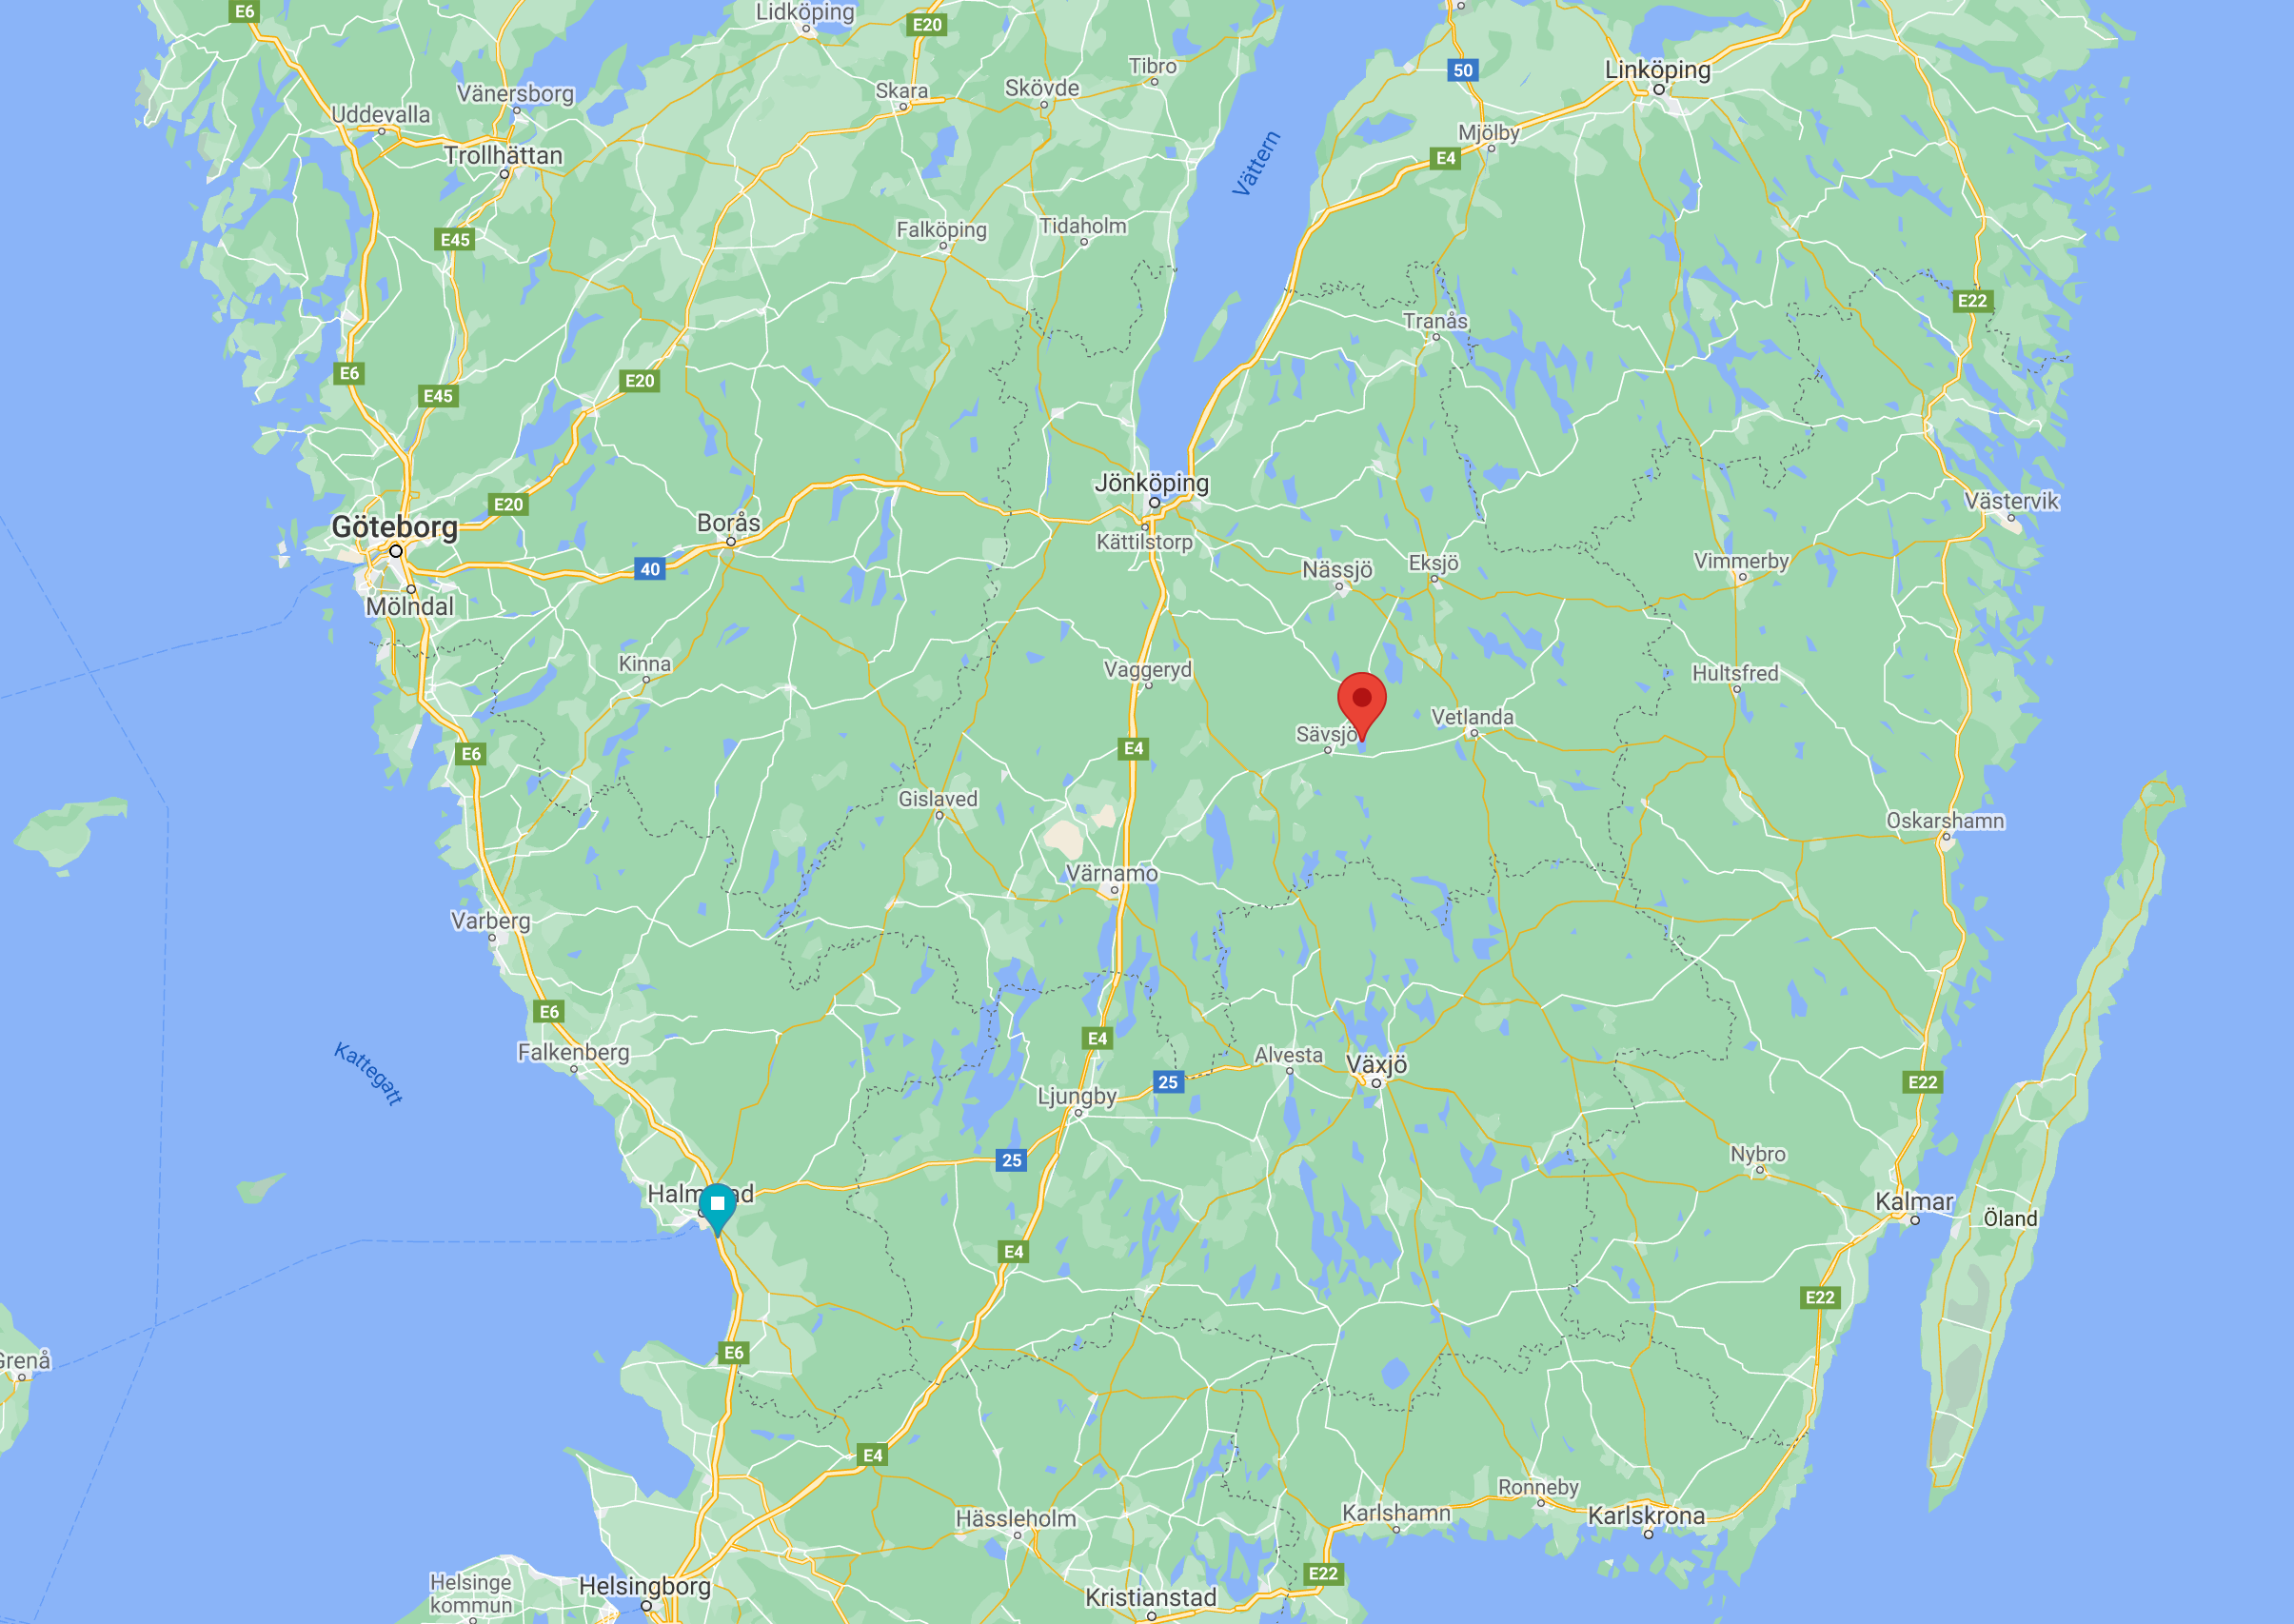 E6
Lidköping
E20
Tibro
50
Linköping
Vänersborg
Skara
Skövde
Uddevalla
Mjölby
Trollhättan
E4
Vättern
E45
Falköping
Tidaholm
E22
Tranås
E6
E20
E45
Jönköping
Västervik
E20
Göteborg
Borås
Kättilstorp
40
Nässjö
Eksjö
Vimmerby
Mölndal
Kinna
Vaggeryd
Hultsfred
Vetlanda
Sävsjö
E6
E4
Gislaved
Oskarshamn
Värnamo
Varberg
E6
E4
Falkenberg
Kattegatt
Alvesta
Växjö
25
E22
Ljungby
25
Nybro
Halmstad
Kalmar
Öland
E4
E22
E6
Grenå
E4
Ronneby
Karlshamn
Karlskrona
Hässleholm
E22
Helsinge
kommun
Helsingborg
Kristianstad